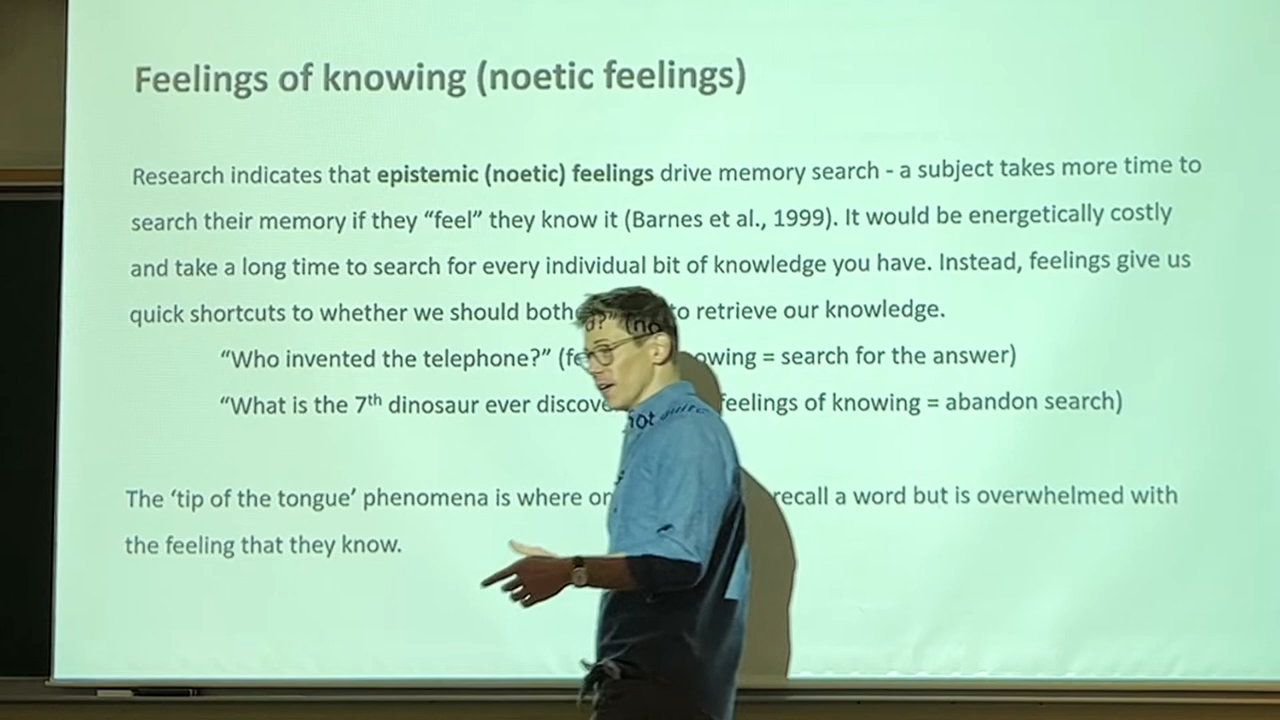 Feelings of knowing (noetic feelings)
Research indicates that epistemic (noetic) feelings drive memory search - a subject takes more time to
search their memory if they “feel” they know it (Barnes et al., 1999). It would be energetically costly
and take a long time to search for every individual bit of knowledge you have. Instead, feelings give us
quick shortcuts to whether we should both to retrieve our knowledge.
“Who invented the telephone?” (fe owing = search for the answer)
“What is the 7th dinosaur ever discove d?” (no feelings of knowing = abandon search)
The ‘tip of the tongue’ phenomena is where on not quite recall a word but is overwhelmed with
the feeling that they know.